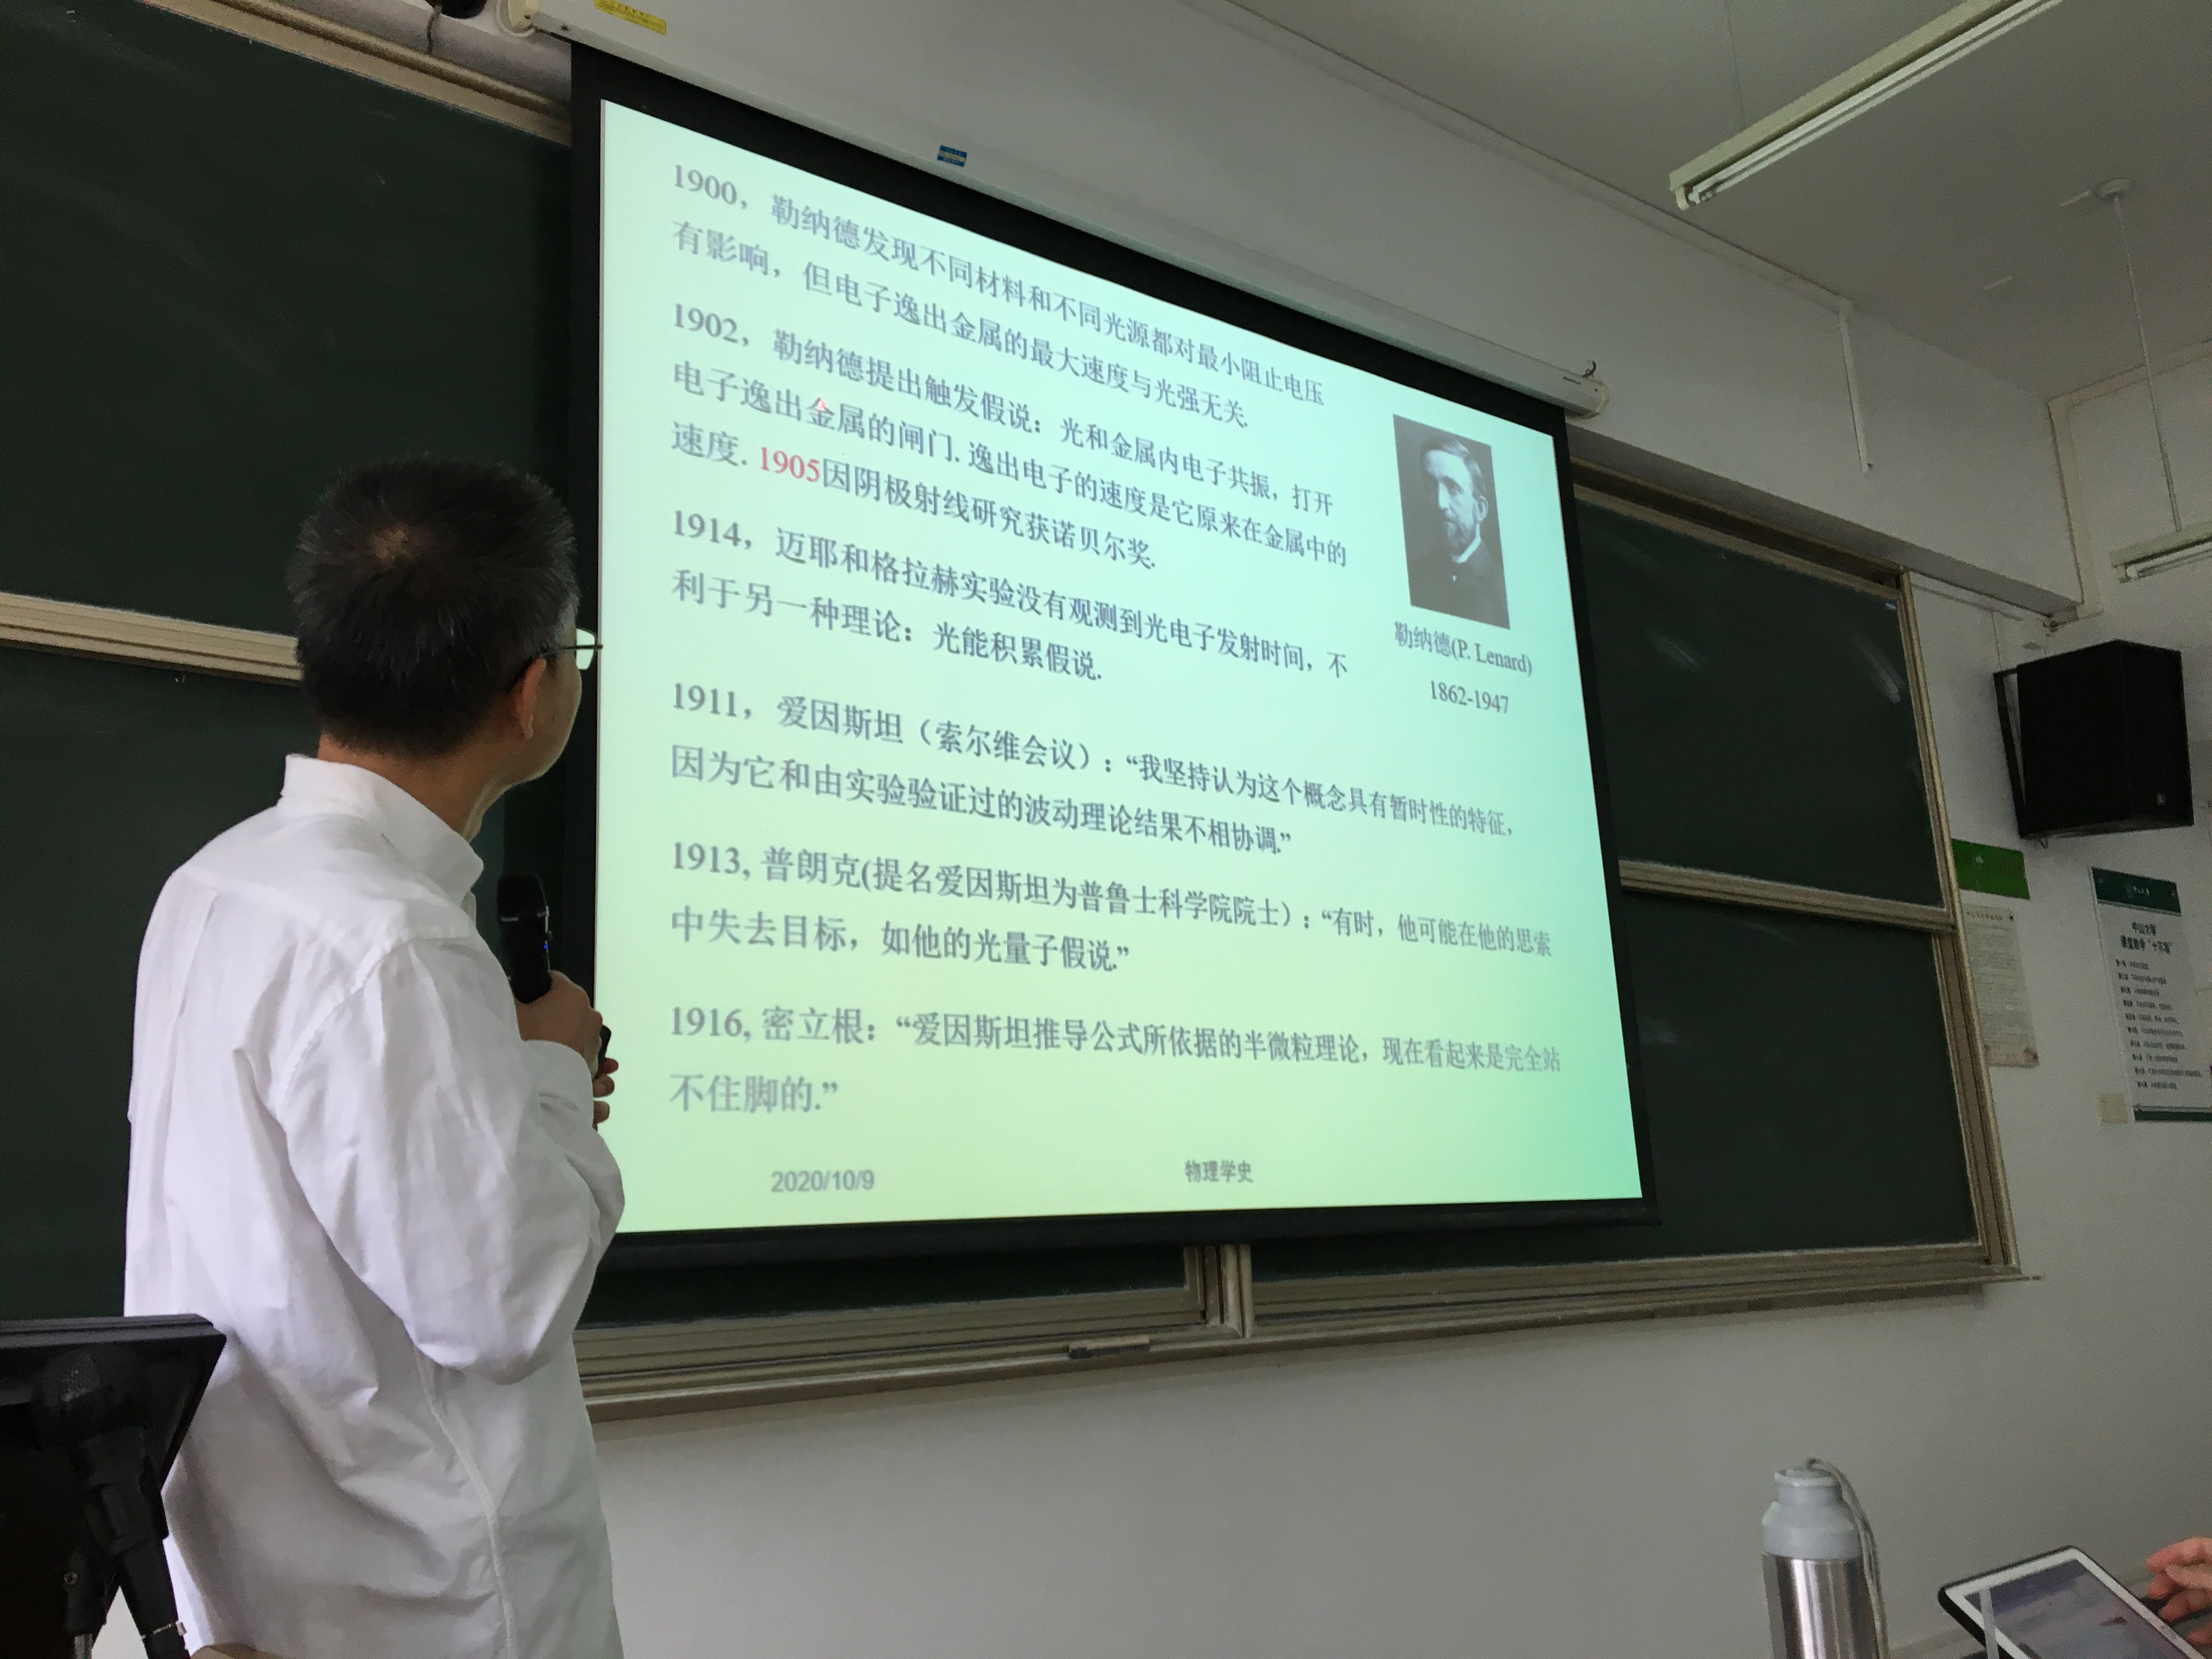 1900，勒纳德发现不同材料和不同光源都对最小阻止电压
有影响，但电子逸出金属的最大速度与光强无关.
1902，勒纳德提出触发假说：光和金属内电子共振，打开
电子逸出金属的闸门. 逸出电子的速度是它原来在金属中的
速度. 1905因阴极射线研究获诺贝尔奖.
1914，迈耶和格拉赫实验没有观测到光电子发射时间，不
利于另一种理论：光能积累假说.
勒纳德(P. Lenard)
1862-1947
1911，爱因斯坦（索尔维会议）：“我坚持认为这个概念具有暂时性的特征，
因为它和由实验验证过的波动理论结果不相协调.”
1913, 普朗克(提名爱因斯坦为普鲁士科学院院士）：“有时，他可能在他的思索
中失去目标，如他的光量子假说.”
1916, 密立根：“爱因斯坦推导公式所依据的半微粒理论，现在看起来是完全站
不住脚的.”
2020/10/9
物理学史
中山大学
课堂教学“十不准”